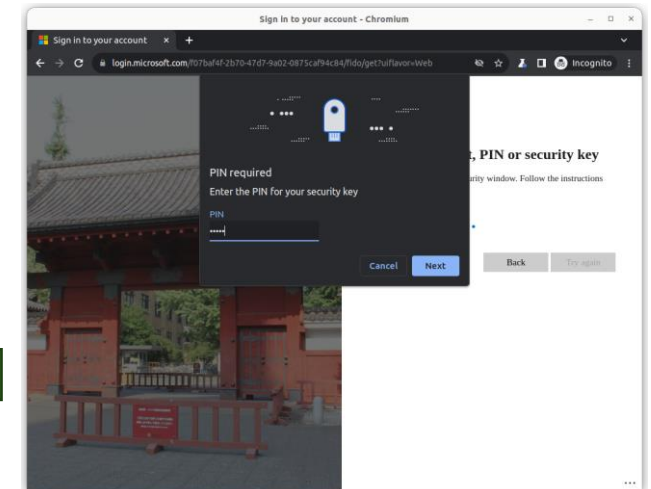 Sign in to your account - Chromium
Sign in to your account
login.microsoft.com/f07baf4f-2b70-47d7-9a02-0875caf94c84/fido/get?uiflavor=Web
Incognito
PIN required
Enter the PIN for your security key
PIN
•••••
Cancel Next
, PIN or security key
urity window. Follow the instructions
Back Try again